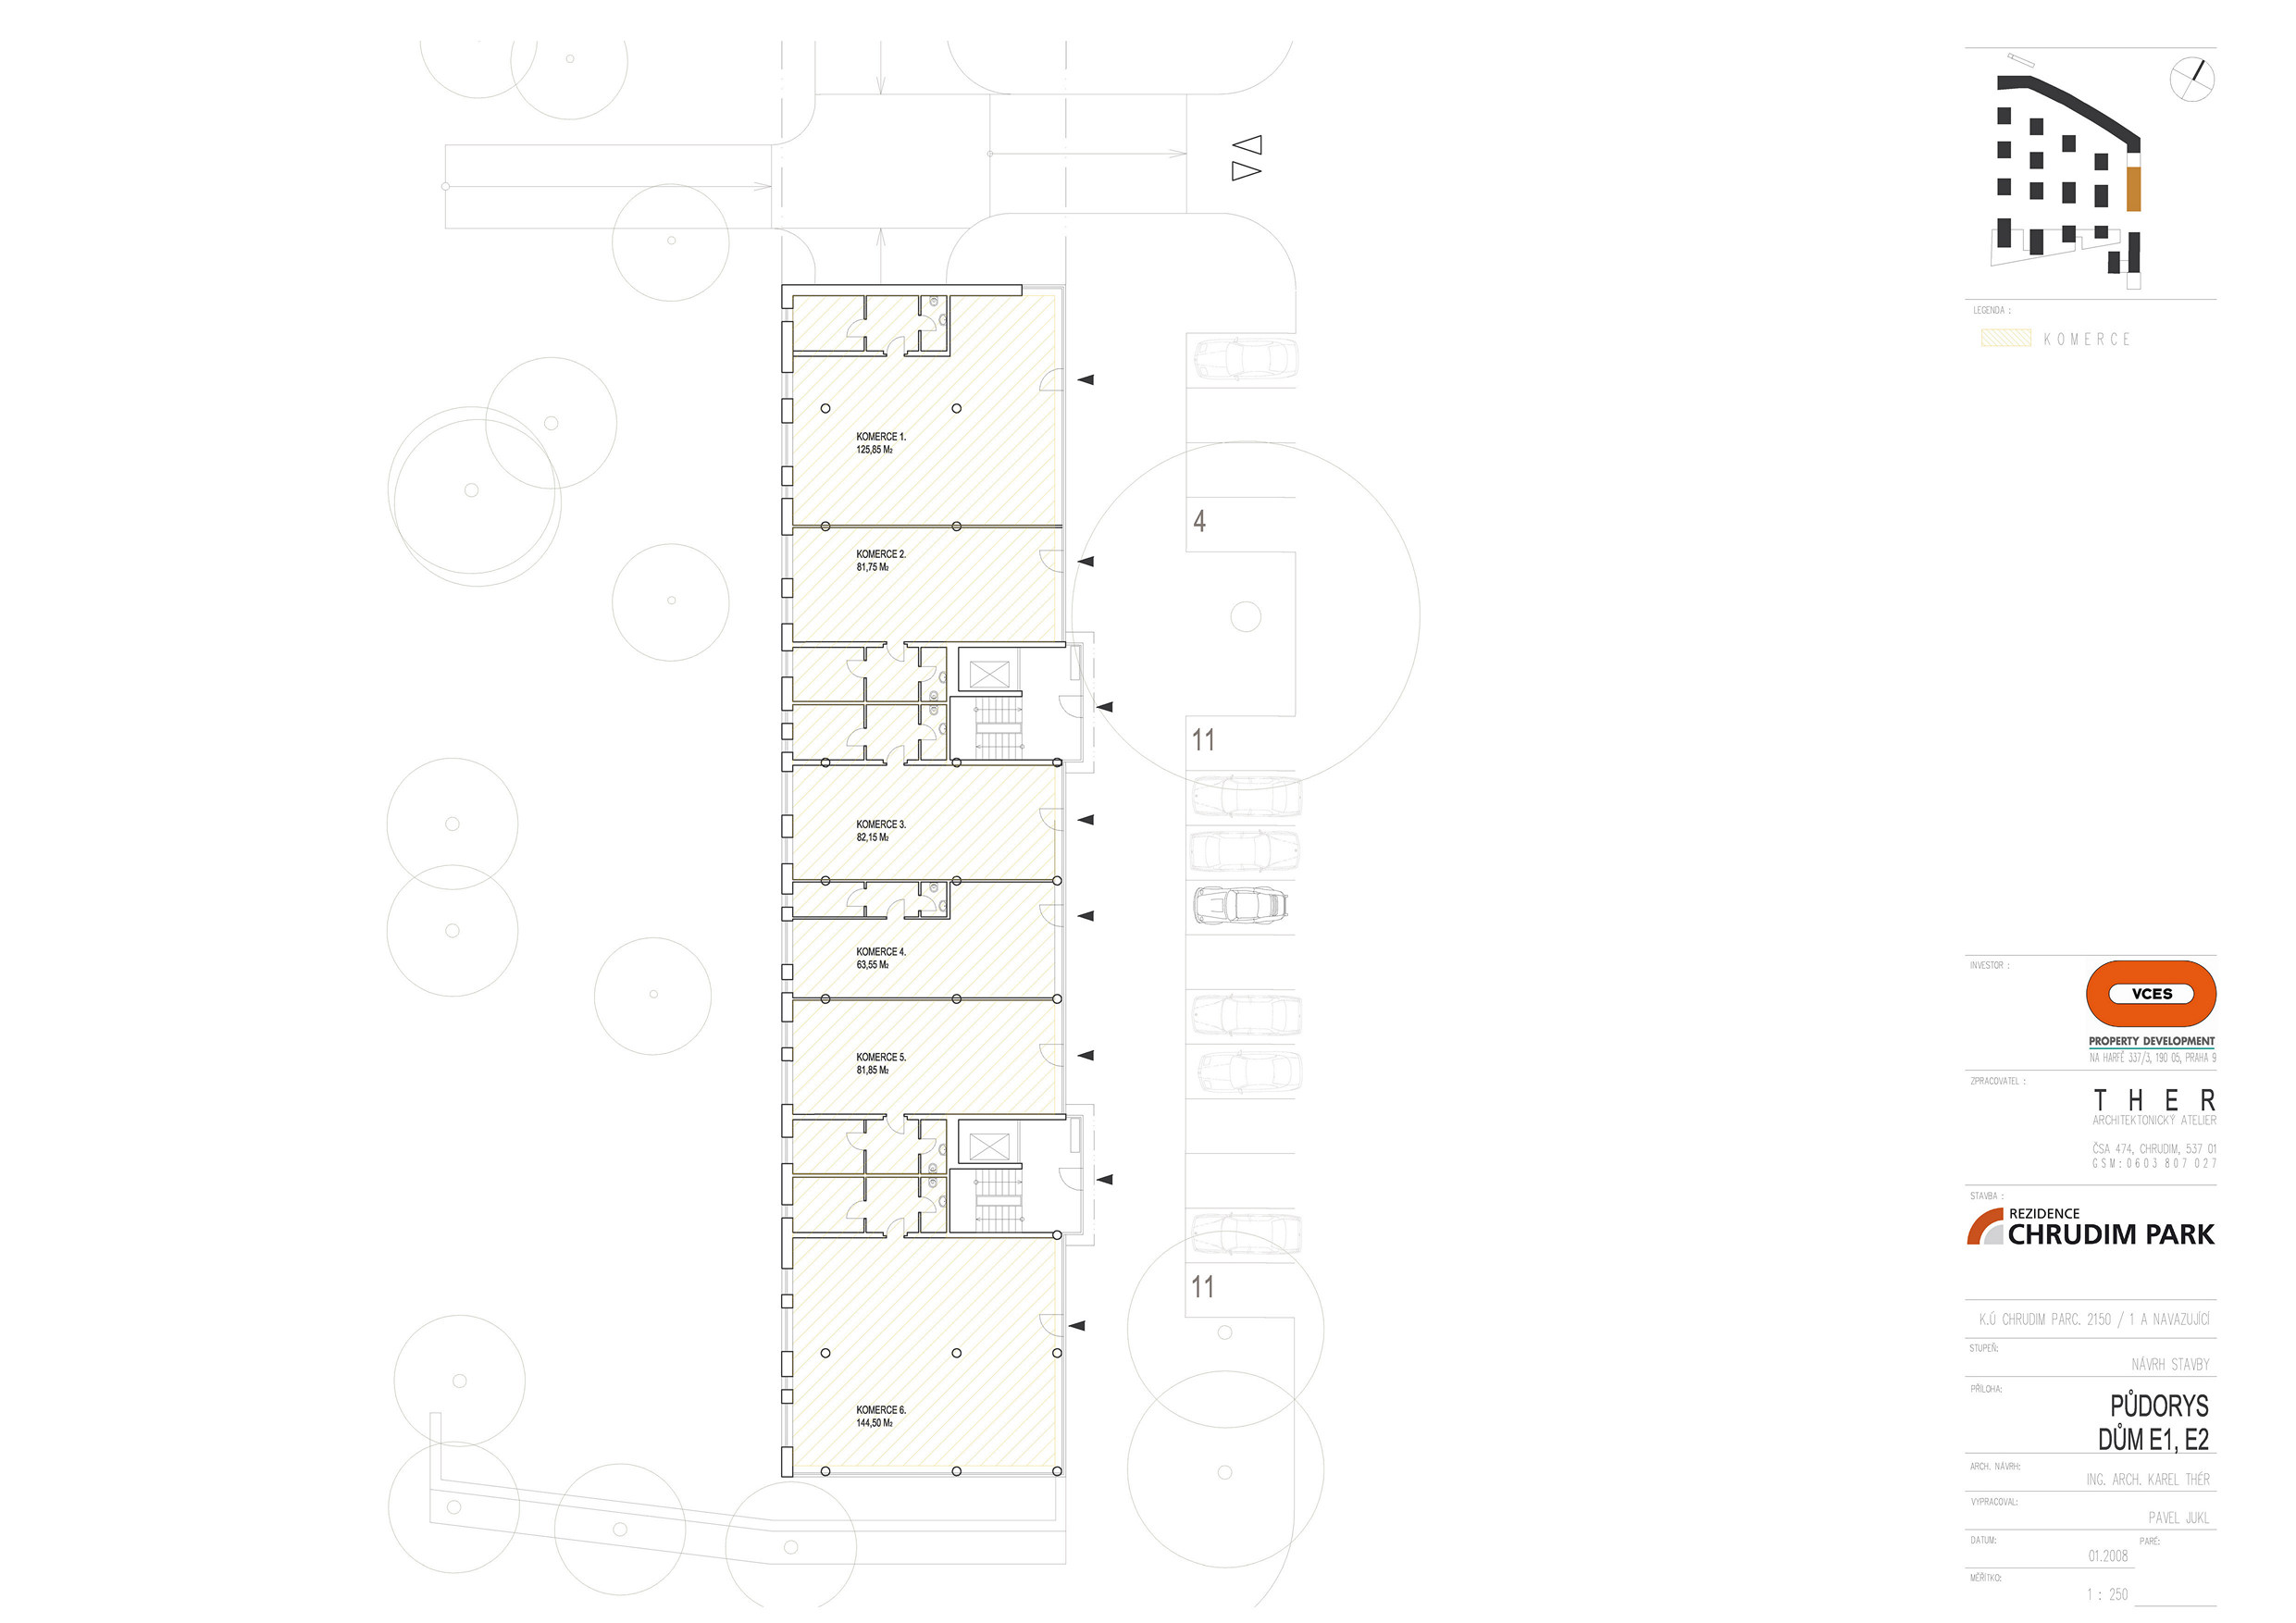 KOMERCE 1.
125,85 M2
KOMERCE 2.
81,75 M2
KOMERCE 3.
82,15 M2
KOMERCE 4.
63,55 M2
KOMERCE 5.
81,85 M2
KOMERCE 6.
144,50 M2
4
11
11
LEGENDA :
KOMERCE
INVESTOR :
VCES
PROPERTY DEVELOPMENT
NA HARFĚ 337/3, 190 05, PRAHA 9
ZPRACOVATEL :
THER
ARCHITEKTONICKÝ ATELIER
ČSA 474, CHRUDIM, 537 01
GSM:0603 807 027
STAVBA :
REZIDENCE
CHRUDIM PARK
K.Ú CHRUDIM PARC. 2150 / 1 A NAVAZUJÍCÍ
STUPEŇ:
NÁVRH STAVBY
PŘÍLOHA:
PŮDORYS
DŮM E1, E2
ARCH. NÁVRH:
ING. ARCH. KAREL THÉR
VYPRACOVAL:
PAVEL JUKL
DATUM:
PARÉ:
01.2008
MĚŘÍTKO:
1 : 250